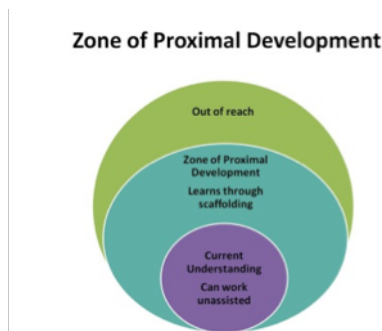 Zone of Proximal Development
Out of reach
Zone of Proximal
Development
Learns through
scaffolding
Current
Understanding
Can work
unassisted